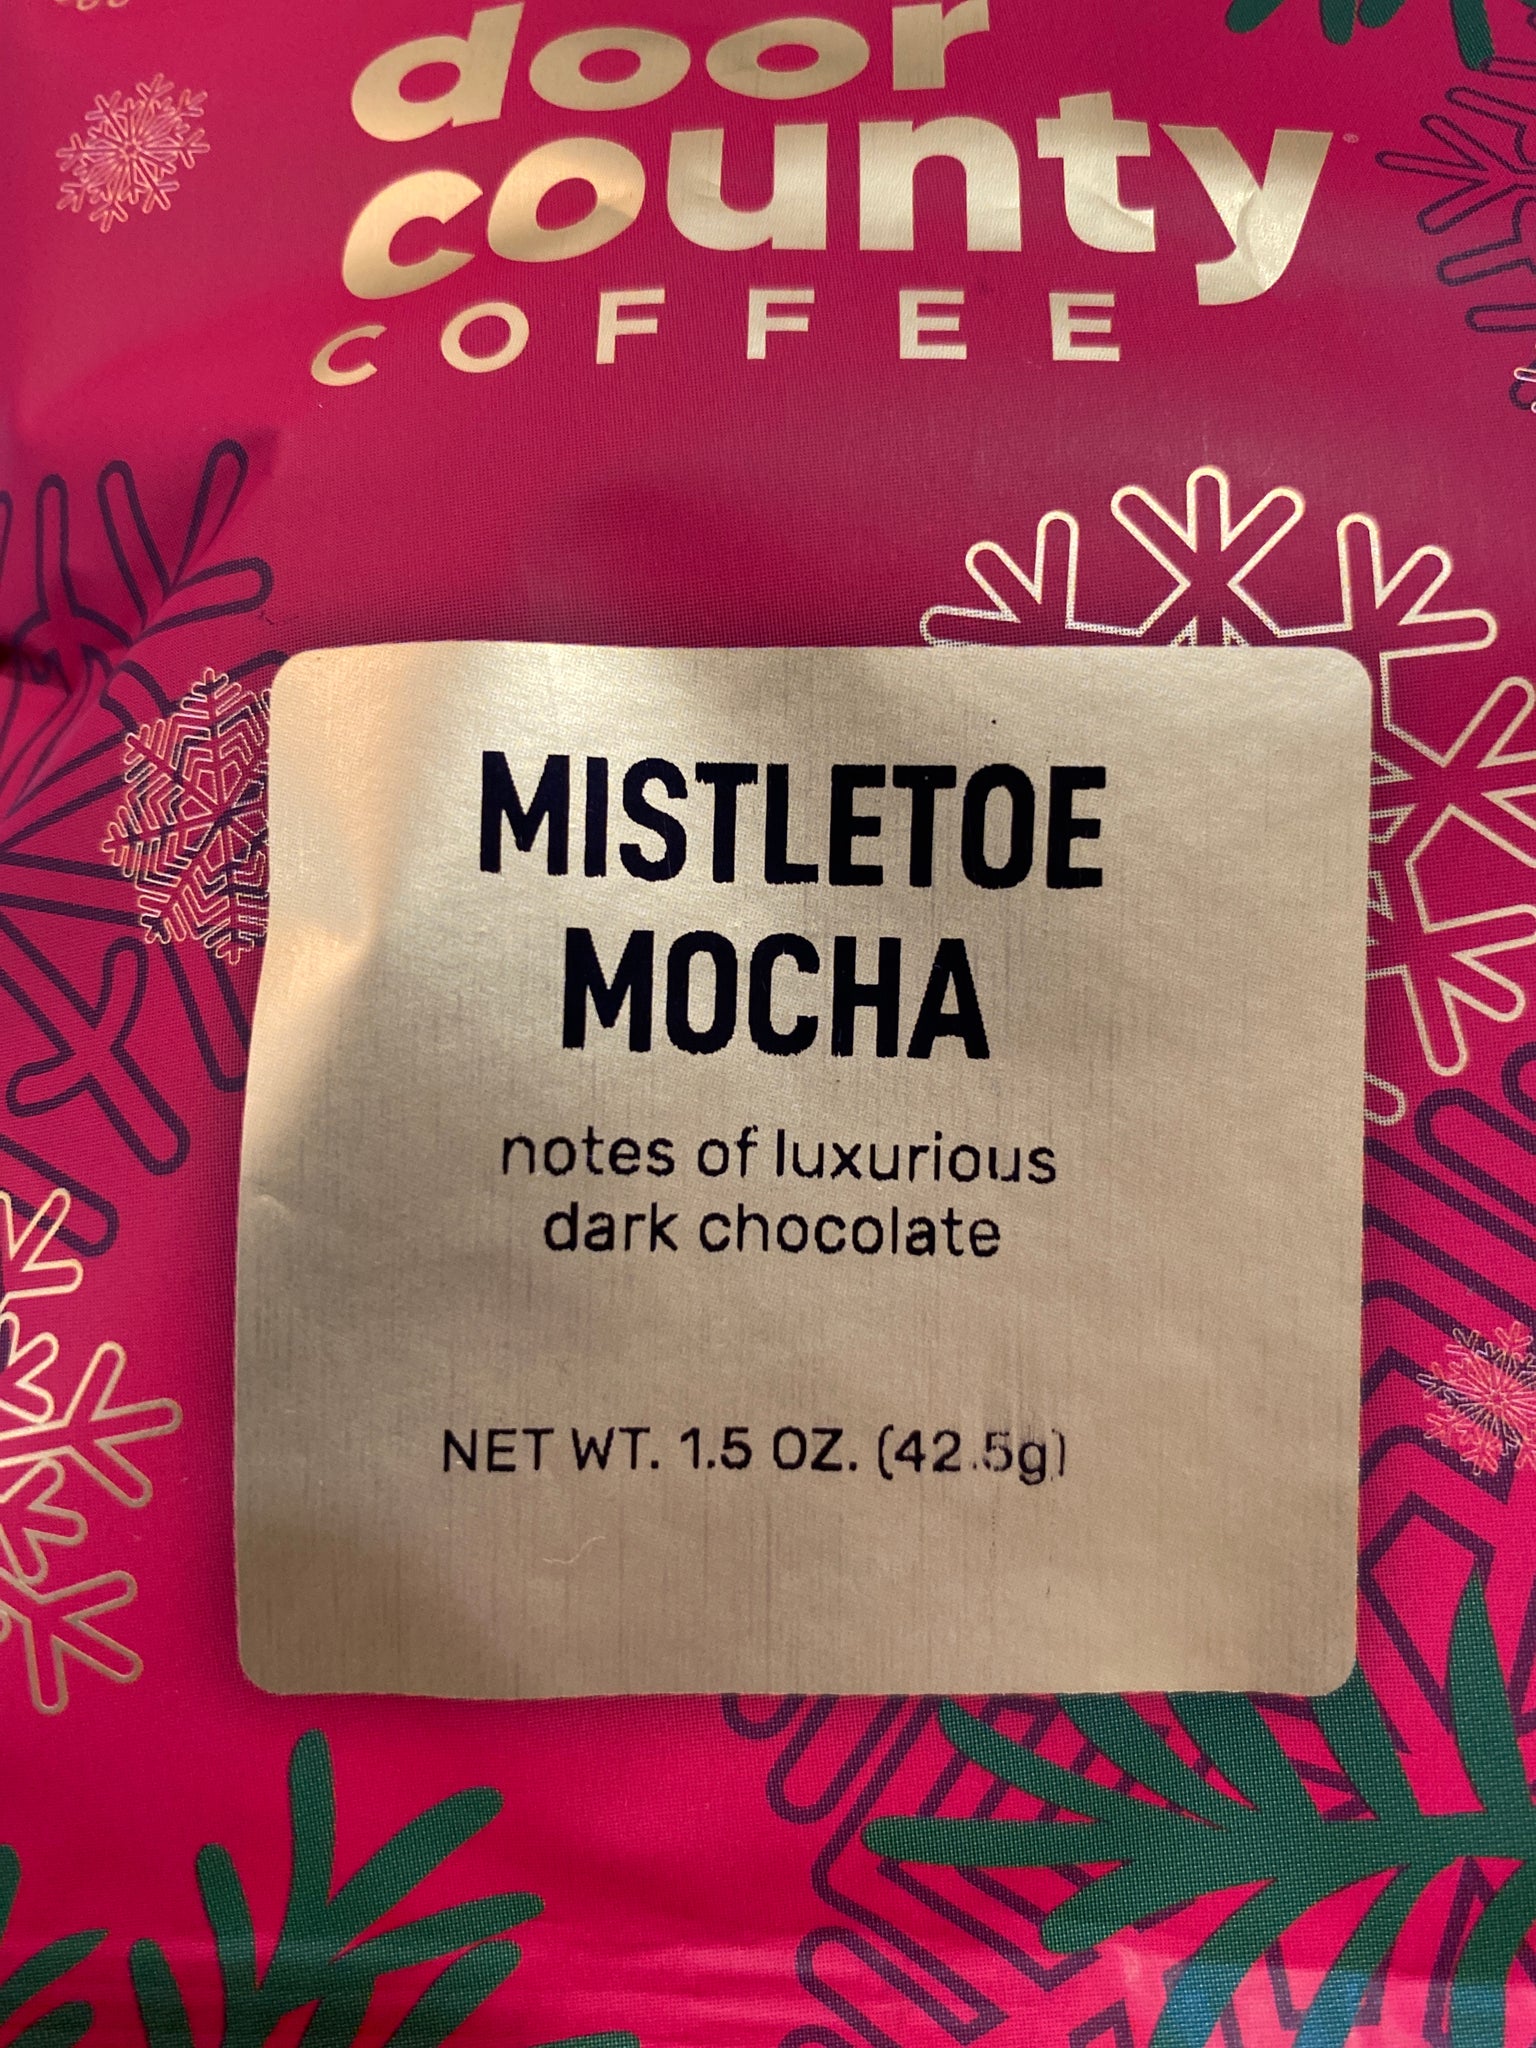 door
county
COFFEE
MISTLETOE
MOCHA
notes of luxurious
dark chocolate
NET WT. 1.5 OZ. (42.5g)